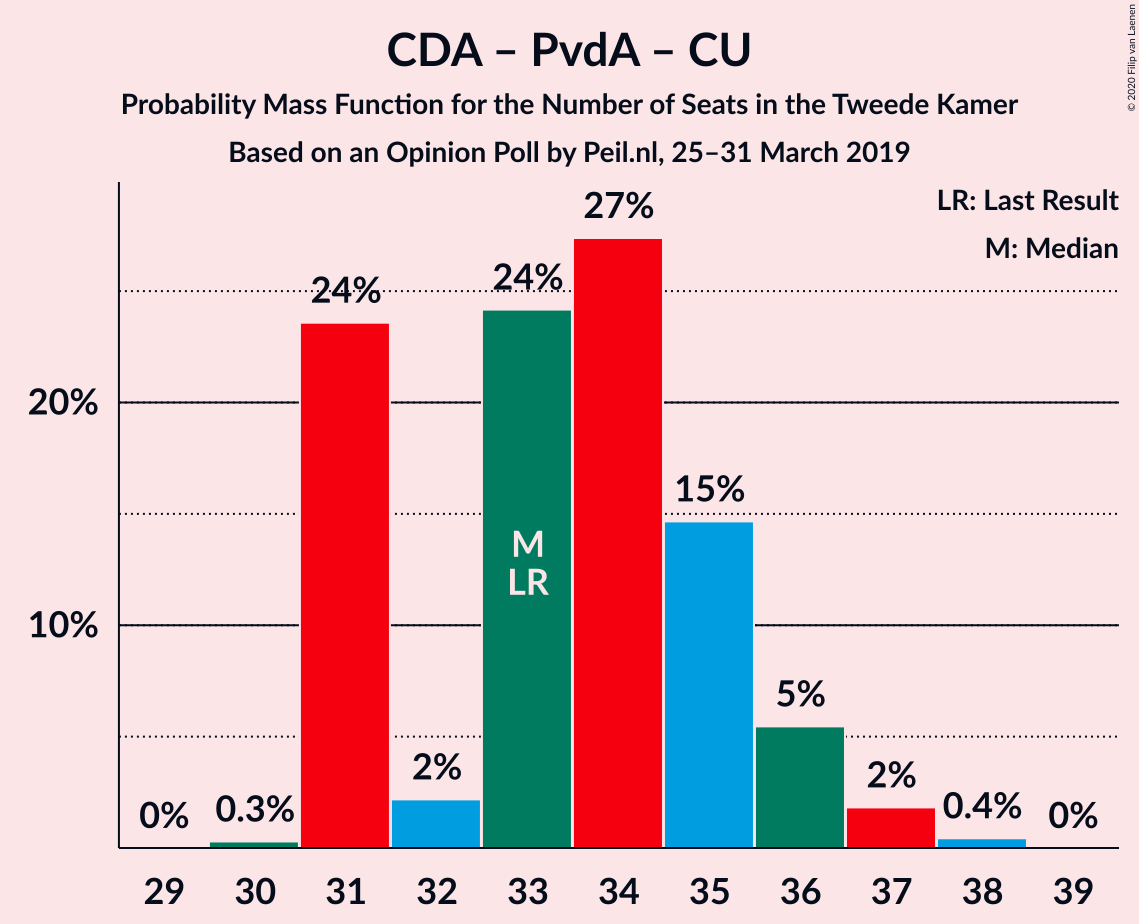 CDA – PvdA – CU
Probability Mass Function for the Number of Seats in the Tweede Kamer
Based on an Opinion Poll by Peil.nl, 25–31 March 2019
© 2020 Filip van Laenen
LR: Last Result
M: Median
27%
24%
24%
20%
15%
M
LR
10%
5%
2%
2%
0%
0.3%
0.4%
0%
29 30 31 32 33 34 35 36 37 38 39